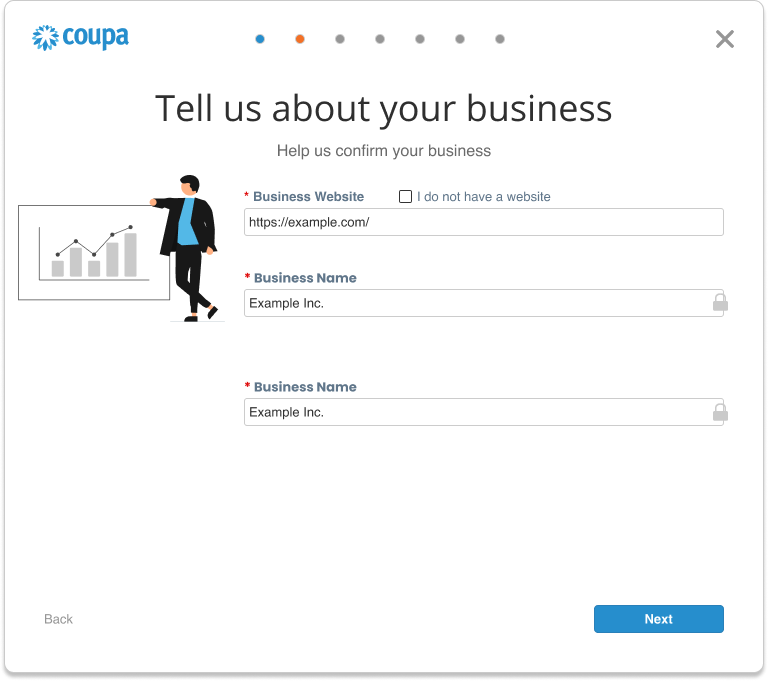 coupa
Tell us about your business
Help us confirm your business
* Business Website I do not have a website
https://example.com/
* Business Name
Example Inc.
* Business Name
Example Inc.
Back Next